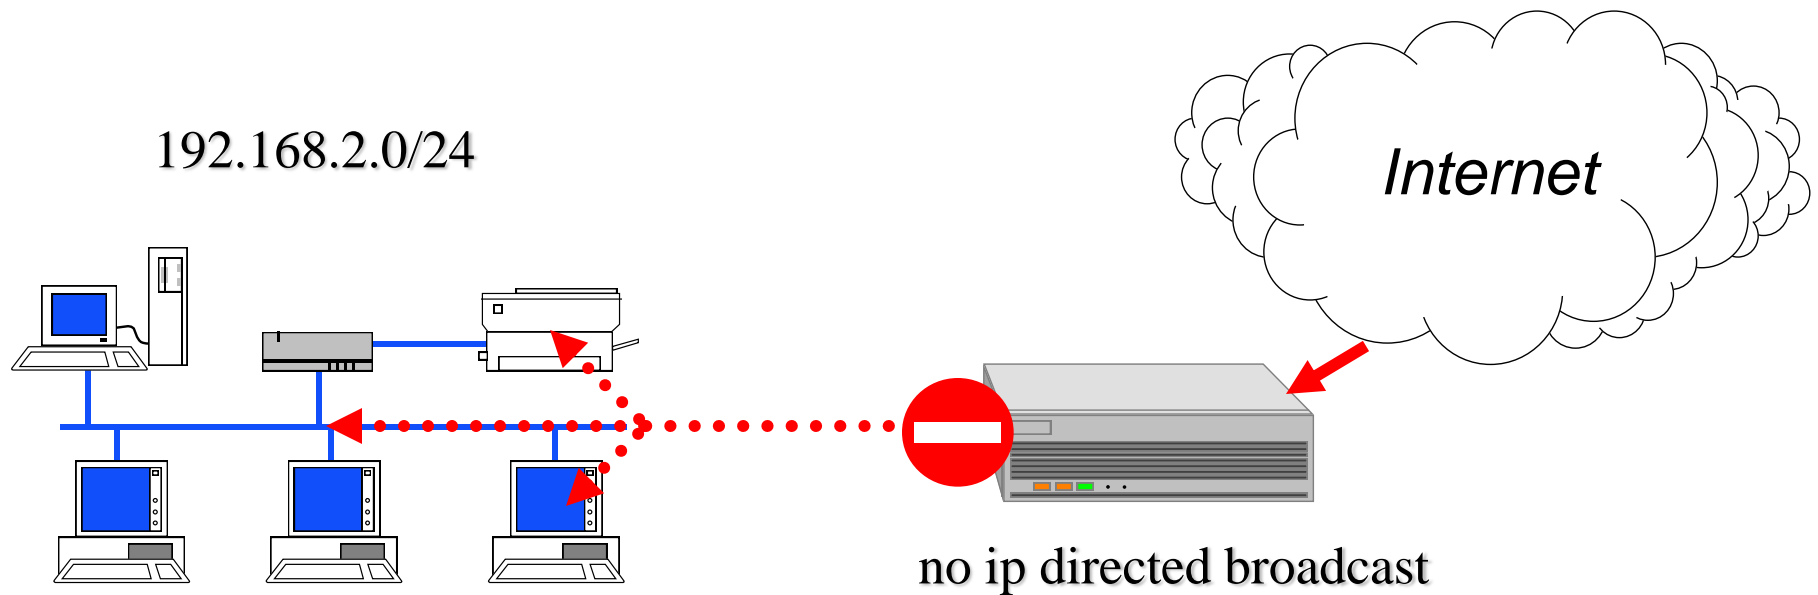 192.168.2.0/24
Internet
no ip directed broadcast